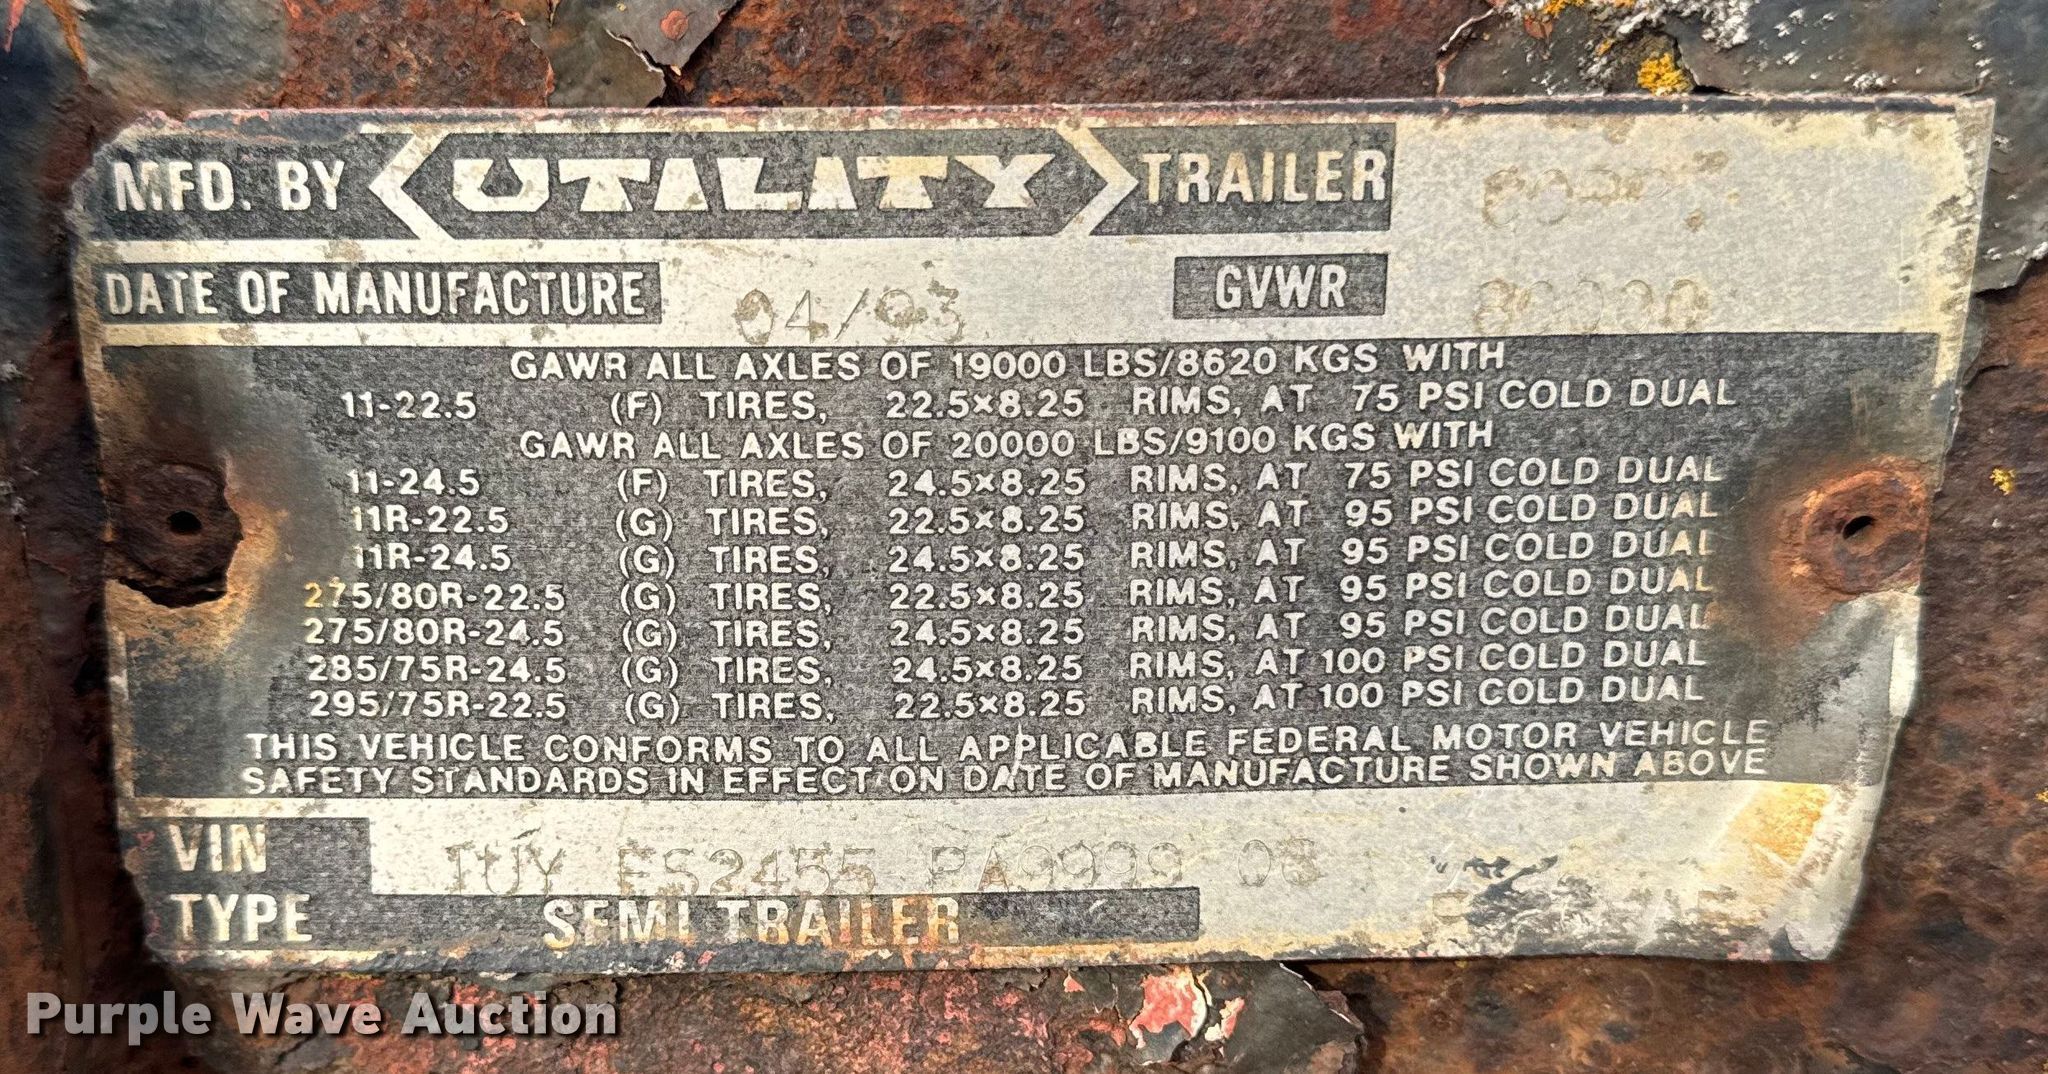 MFD. BY UTILITY TRAILER
DATE OF MANUFACTURE 04/93 GVWR
GAWR ALL AXLES OF 19000 LBS/8620 KGS WITH
11-22.5 (F) TIRES, 22.5×8.25 RIMS, AT 75 PSI COLD DUAL
GAWR ALL AXLES OF 20000 LBS/9100 KGS WITH
11-24.5 (F) TIRES, 24.5×8.25 RIMS, AT 75 PSI COLD DUAL
11R-22.5 (G) TIRES, 22.5×8.25 RIMS, AT 95 PSI COLD DUAL
11R-24.5 (G) TIRES, 24.5×8.25 RIMS, AT 95 PSI COLD DUAL
275/80R-22.5 (G) TIRES, 22.5×8.25 RIMS, AT 95 PSI COLD DUAL
275/80R-24.5 (G) TIRES, 24.5×8.25 RIMS, AT 95 PSI COLD DUAL
285/75R-24.5 (G) TIRES, 24.5×8.25 RIMS, AT 100 PSI COLD DUAL
295/75R-22.5 (G) TIRES, 22.5×8.25 RIMS, AT 100 PSI COLD DUAL
THIS VEHICLE CONFORMS TO ALL APPLICABLE FEDERAL MOTOR VEHICLE
SAFETY STANDARDS IN EFFECT ON DATE OF MANUFACTURE SHOWN ABOVE
VIN 1UY FS2455
TYPE SEMI TRAILER
Purple Wave Auction